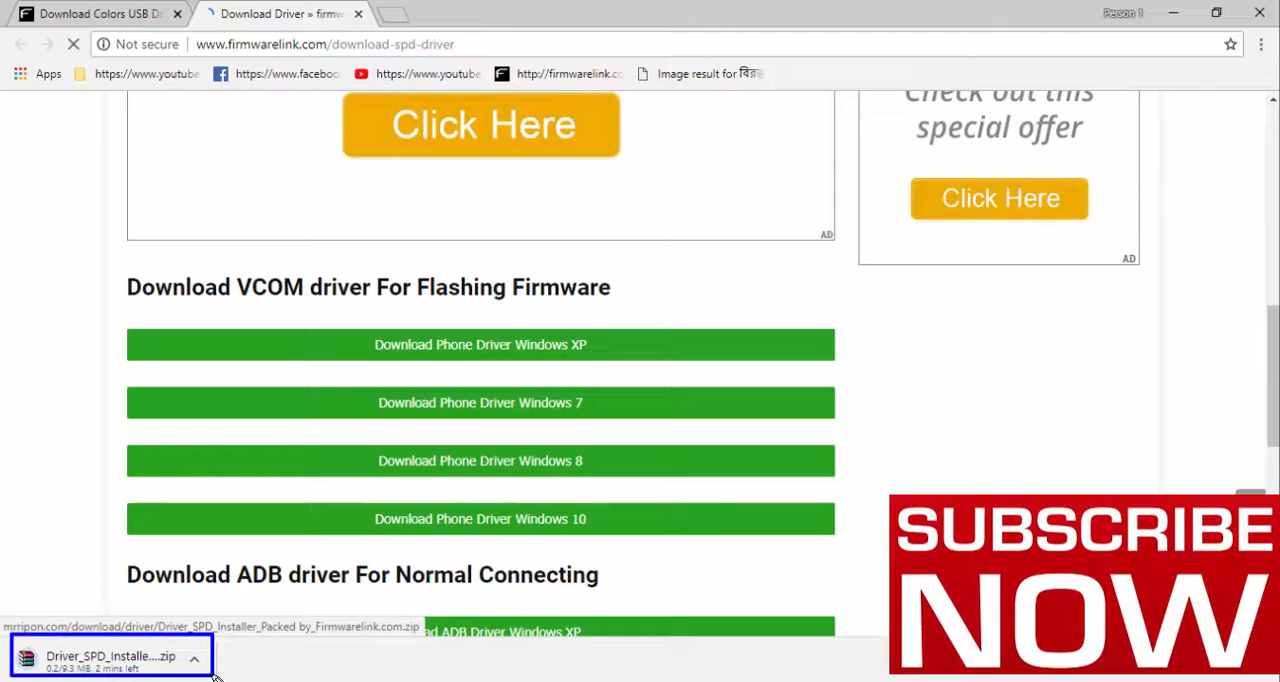 Download Colors USB Dr
Download Driver » firmw
Person 1
Not secure
www.firmwarelink.com/download-spd-driver
Apps
https://www.youtube
https://www.faceboo
https://www.youtube
http://firmwarelink.co
Image result for বিরহ
Click Here
AD
Check out this
special offer
Click Here
AD
Download VCOM driver For Flashing Firmware
Download Phone Driver Windows XP
Download Phone Driver Windows 7
Download Phone Driver Windows 8
Download Phone Driver Windows 10
Download ADB driver For Normal Connecting
ad ADB Driver Windows XP
mrripon.com/download/driver/Driver_SPD_Installer_Packed by_Firmwarelink.com.zip
Driver_SPD_Installe....zip
0.2/9.3 MB, 2 mins left
SUBSCRIBE
NOW